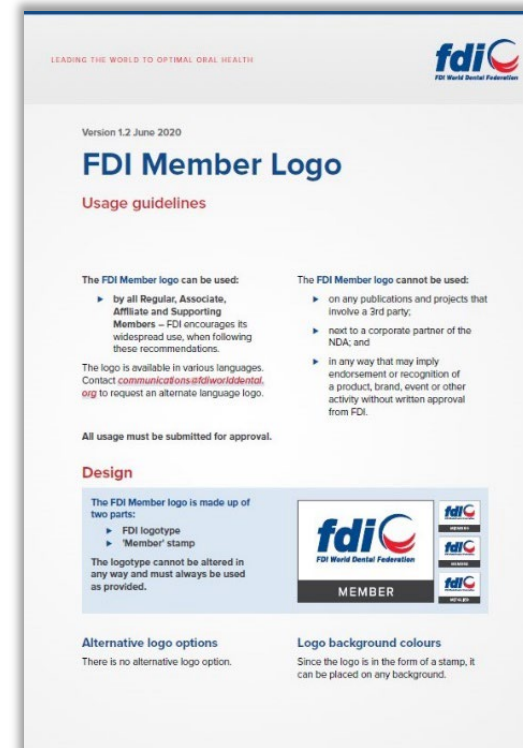 LEADING THE WORLD TO OPTIMAL ORAL HEALTH
fdi
FDI World Dental Federation
Version 1.2 June 2020
FDI Member Logo
Usage guidelines
The FDI Member logo can be used:
▶ by all Regular, Associate,
Affliate and Supporting
Members – FDI encourages its
widespread use, when following
these recommendations.
The logo is available in various languages.
Contact communications@fdiworlddental.
org to request an alternate language logo.
All usage must be submitted for approval.
The FDI Member logo cannot be used:
▶ on any publications and projects that
involve a 3rd party;
▶ next to a corporate partner of the
NDA; and
▶ in any way that may imply
endorsement or recognition of
a product, brand, event or other
activity without written approval
from FDI.
Design
The FDI Member logo is made up of
two parts:
▶ FDI logotype
▶ 'Member' stamp
The logotype cannot be altered in
any way and must always be used
as provided.
fdi
FDI World Dental Federation
MEMBER
fdi
fdi
fdi
Alternative logo options
There is no alternative logo option.
Logo background colours
Since the logo is in the form of a stamp, it
can be placed on any background.